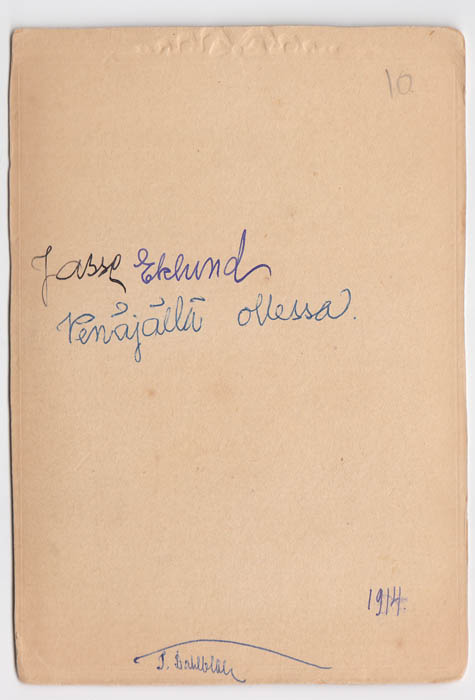 10
Jasse Eklund
Venäjällä ollessa.
1914.